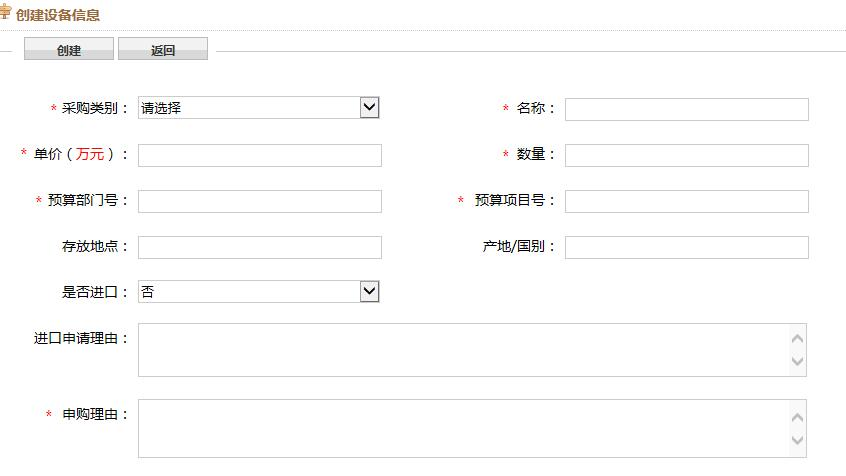 创建设备信息
创建 返回
* 采购类别： 请选择 * 名称：
* 单价（万元）： * 数量：
* 预算部门号： * 预算项目号：
存放地点： 产地/国别：
是否进口： 否
进口申请理由：
* 申购理由：